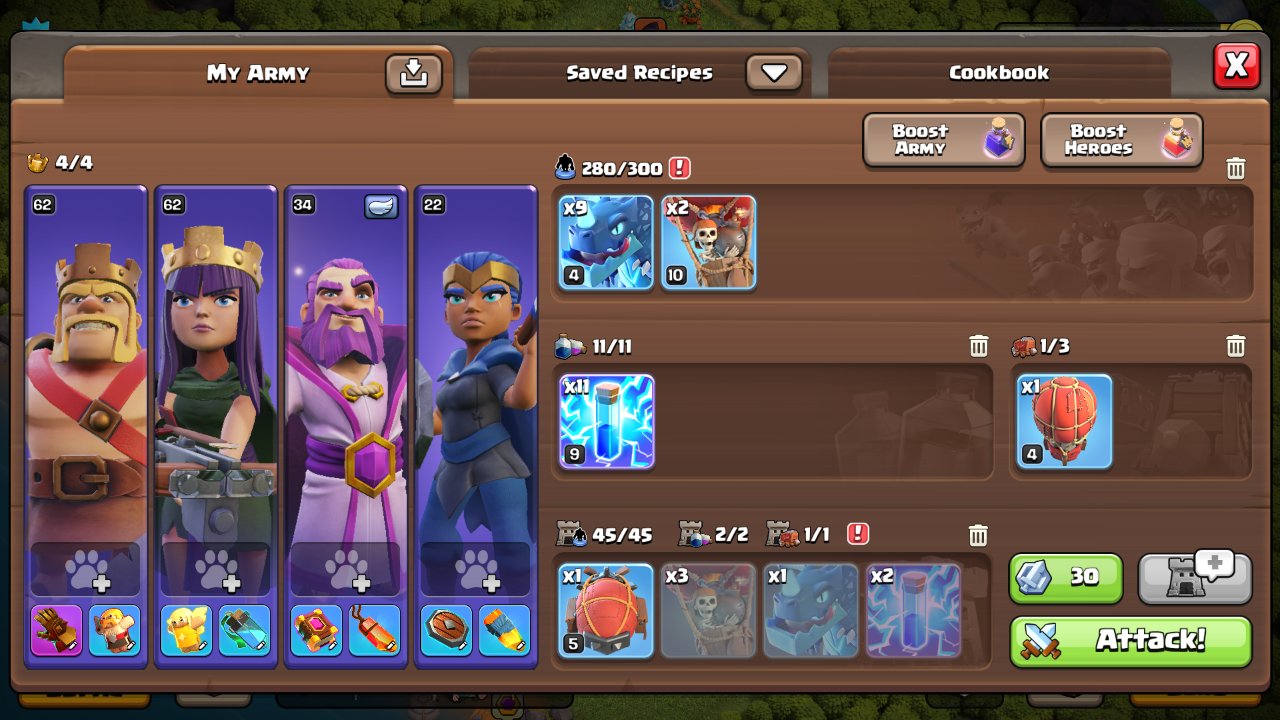 My Army
Saved Recipes
Cookbook
X
4/4
280/300 !
Boost
Army
Boost
Heroes
62
62
34
22
x9
4
x2
10
11/11
1/3
x11
9
x1
4
45/45
2/2
1/1 !
x1
5
x3
x1
x2
30
Attack!